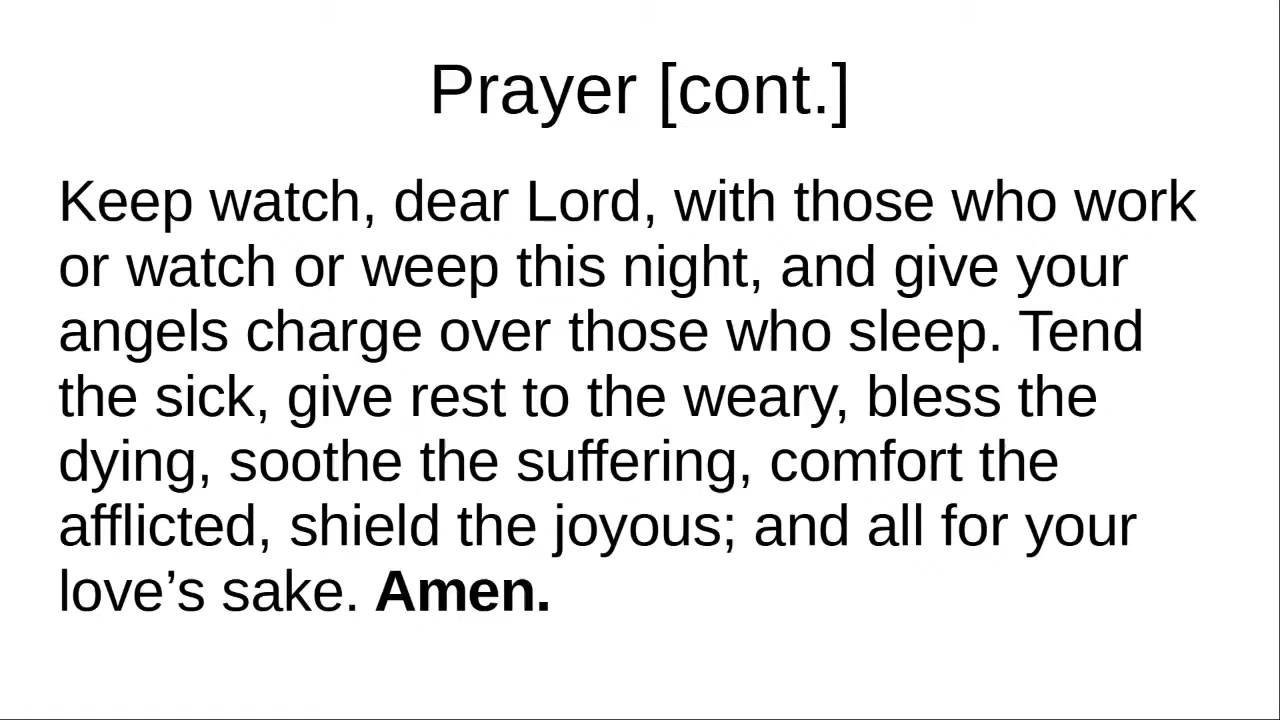 Prayer [cont.]
Keep watch, dear Lord, with those who work
or watch or weep this night, and give your
angels charge over those who sleep. Tend
the sick, give rest to the weary, bless the
dying, soothe the suffering, comfort the
afflicted, shield the joyous; and all for your
love’s sake. Amen.